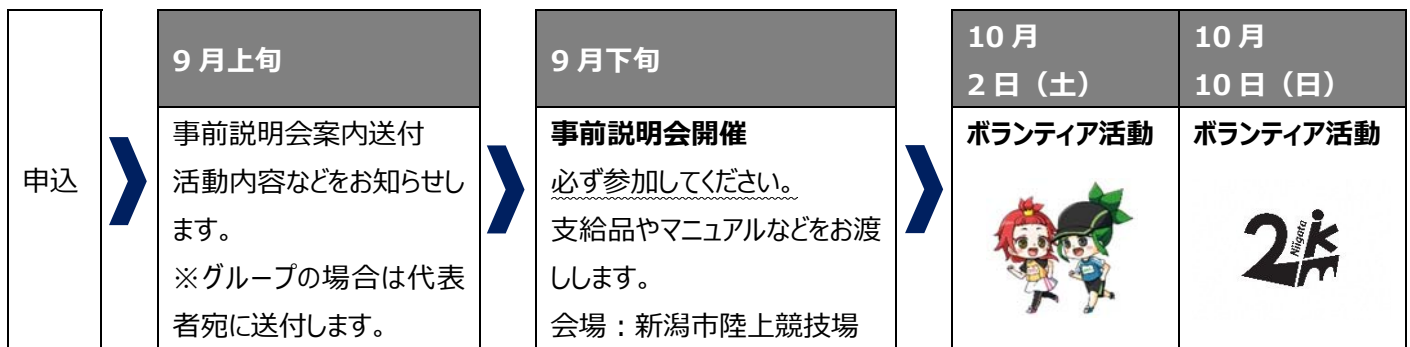 申込
9月上旬
事前説明会案内送付
活動内容などをお知らせし
ます。
※グループの場合は代表
者宛に送付します。
9月下旬
事前説明会開催
必ず参加してください。
支給品やマニュアルなどをお渡
しします。
会場：新潟市陸上競技場
10月
2日（土）
ボランティア活動
10月
10日（日）
ボランティア活動
2km
Niigata